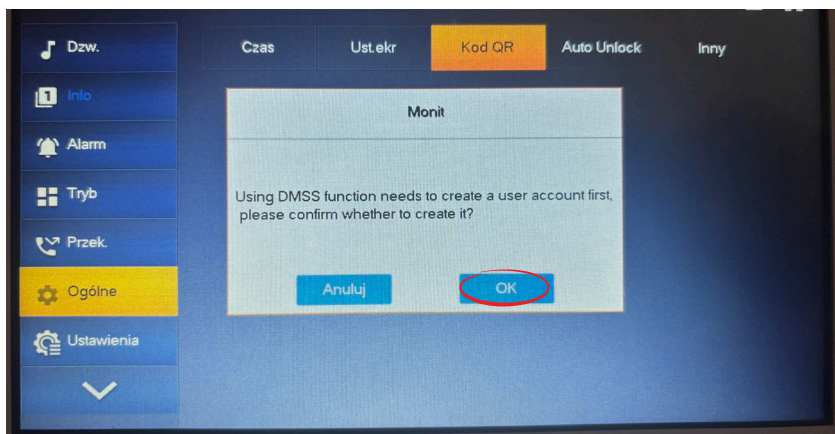 Dzw.
Czas
Ust.ekr
Kod QR
Auto Unlock
Inny
1
Info
Alarm
Tryb
Przek.
Ogólne
Ustawienia
Monit
Using DMSS function needs to create a user account first,
please confirm whether to create it?
Anuluj
OK